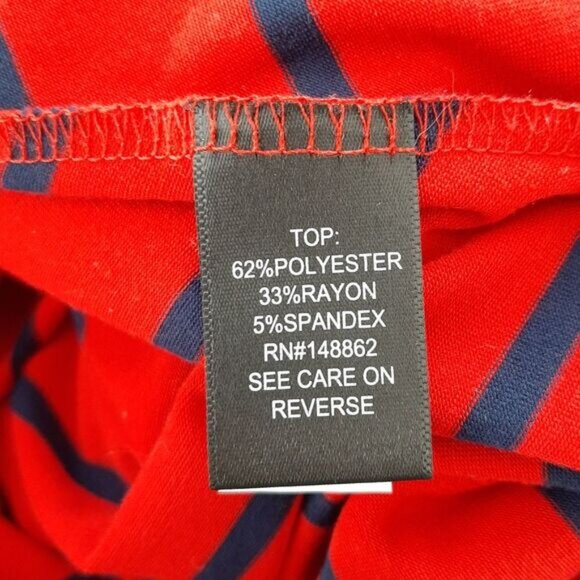 TOP:
62%POLYESTER
33%RAYON
5%SPANDEX
RN#148862
SEE CARE ON
REVERSE